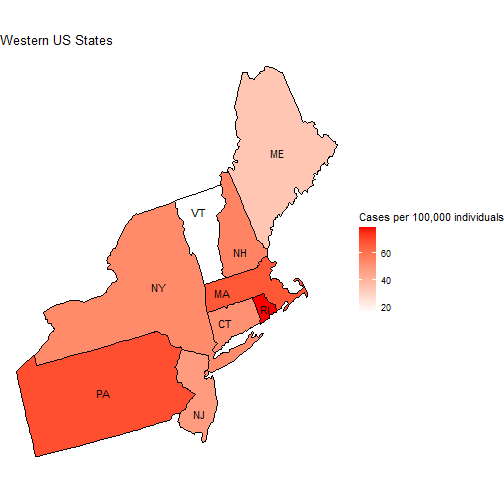 Western US States
ME
VT
NH
Cases per 100,000 individuals
60
40
20
NY
MA
RI
CT
PA
NJ